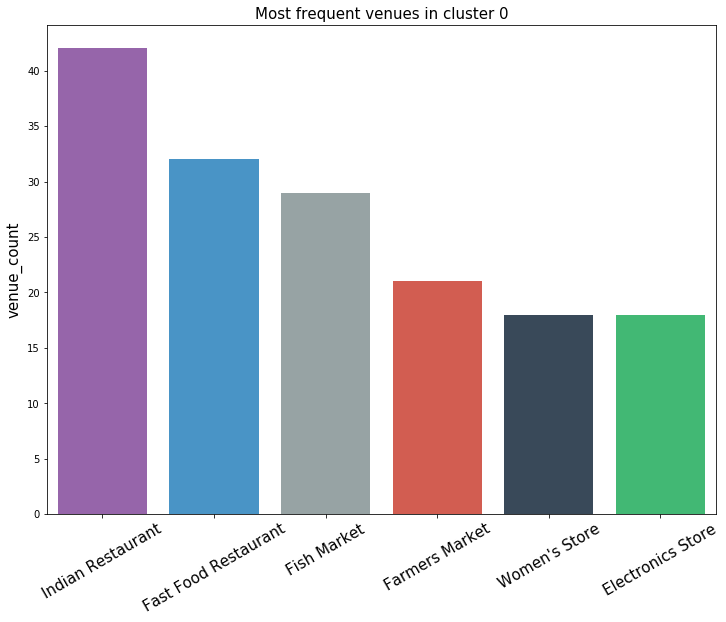 Most frequent venues in cluster 0
venue_count
40
35
30
25
20
15
10
5
0
Indian Restaurant
Fast Food Restaurant
Fish Market
Farmers Market
Women's Store
Electronics Store